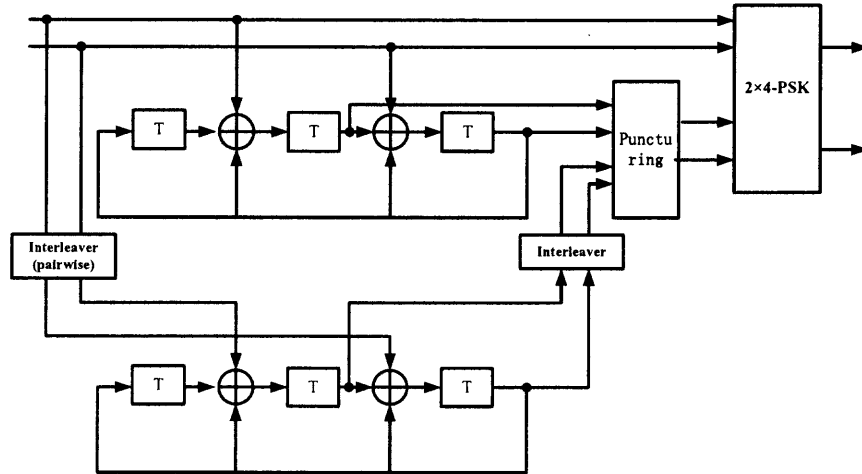 2×4-PSK
T
T
T
Punctu
ring
Interleaver
(pairwise)
Interleaver
T
T
T